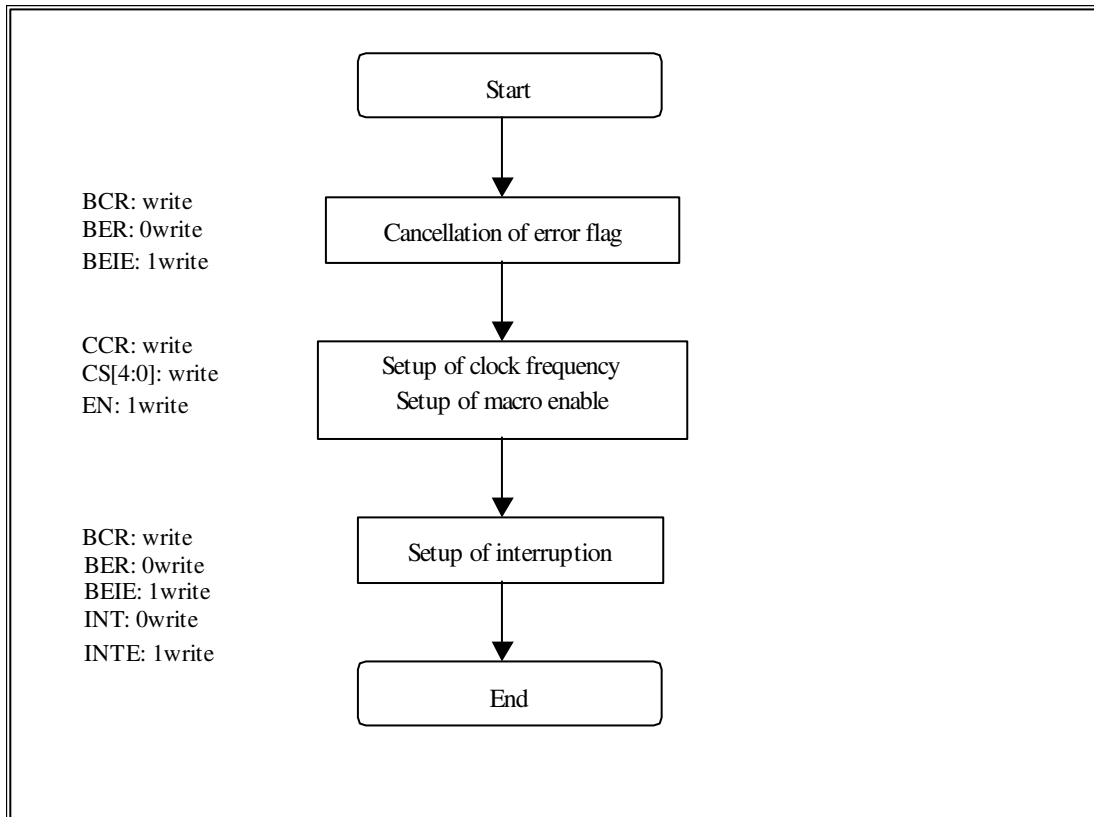 Start
BCR: write
BER: 0write
BEIE: 1write
Cancellation of error flag
CCR: write
CS[4:0]: write
EN: 1write
Setup of clock frequency
Setup of macro enable
BCR: write
BER: 0write
BEIE: 1write
INT: 0write
INTE: 1write
Setup of interruption
End